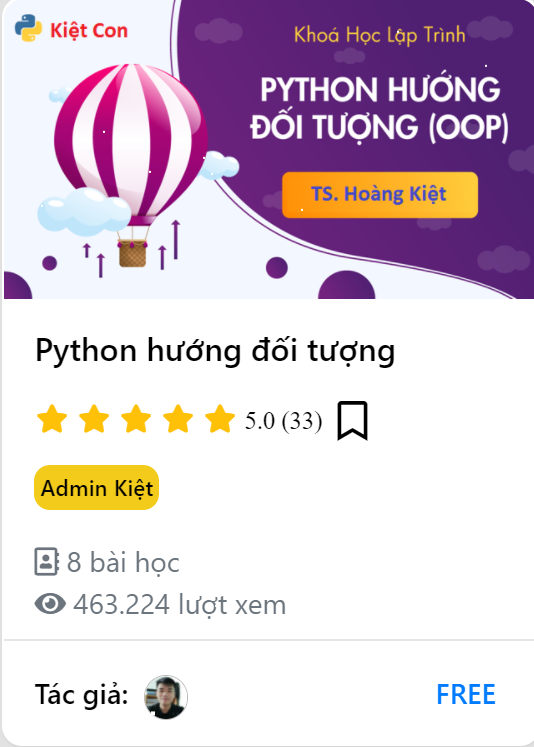 Kiệt Con
Khoá Học Lập Trình
PYTHON HƯỚNG
ĐỐI TƯỢNG (OOP)
TS. Hoàng Kiệt
Python hướng đối tượng
5.0 (33)
Admin Kiệt
8 bài học
463.224 lượt xem
Tác giả:
FREE